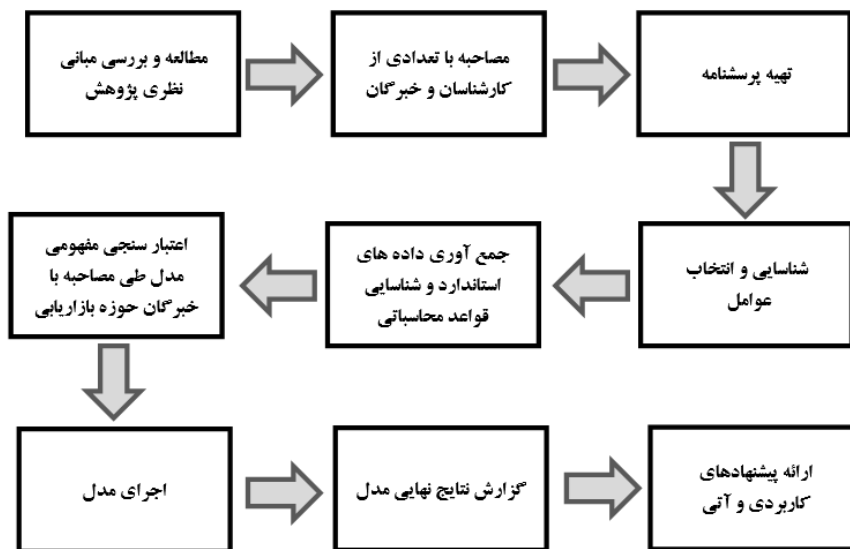 مطالعه و بررسی مبانی
نظری پژوهش
مصاحبه با تعدادی از
کارشناسان و خبرگان
تهیه پرسشنامه
شناسایی و انتخاب
عوامل
جمع آوری داده های
استاندارد و شناسایی
قواعد محاسباتی
اعتبار سنجی مفهومی
مدل طی مصاحبه با
خبرگان حوزه بازاریابی
اجرای مدل
گزارش نتایج نهایی مدل
ارائه پیشنهادهای
کاربردی و آتی